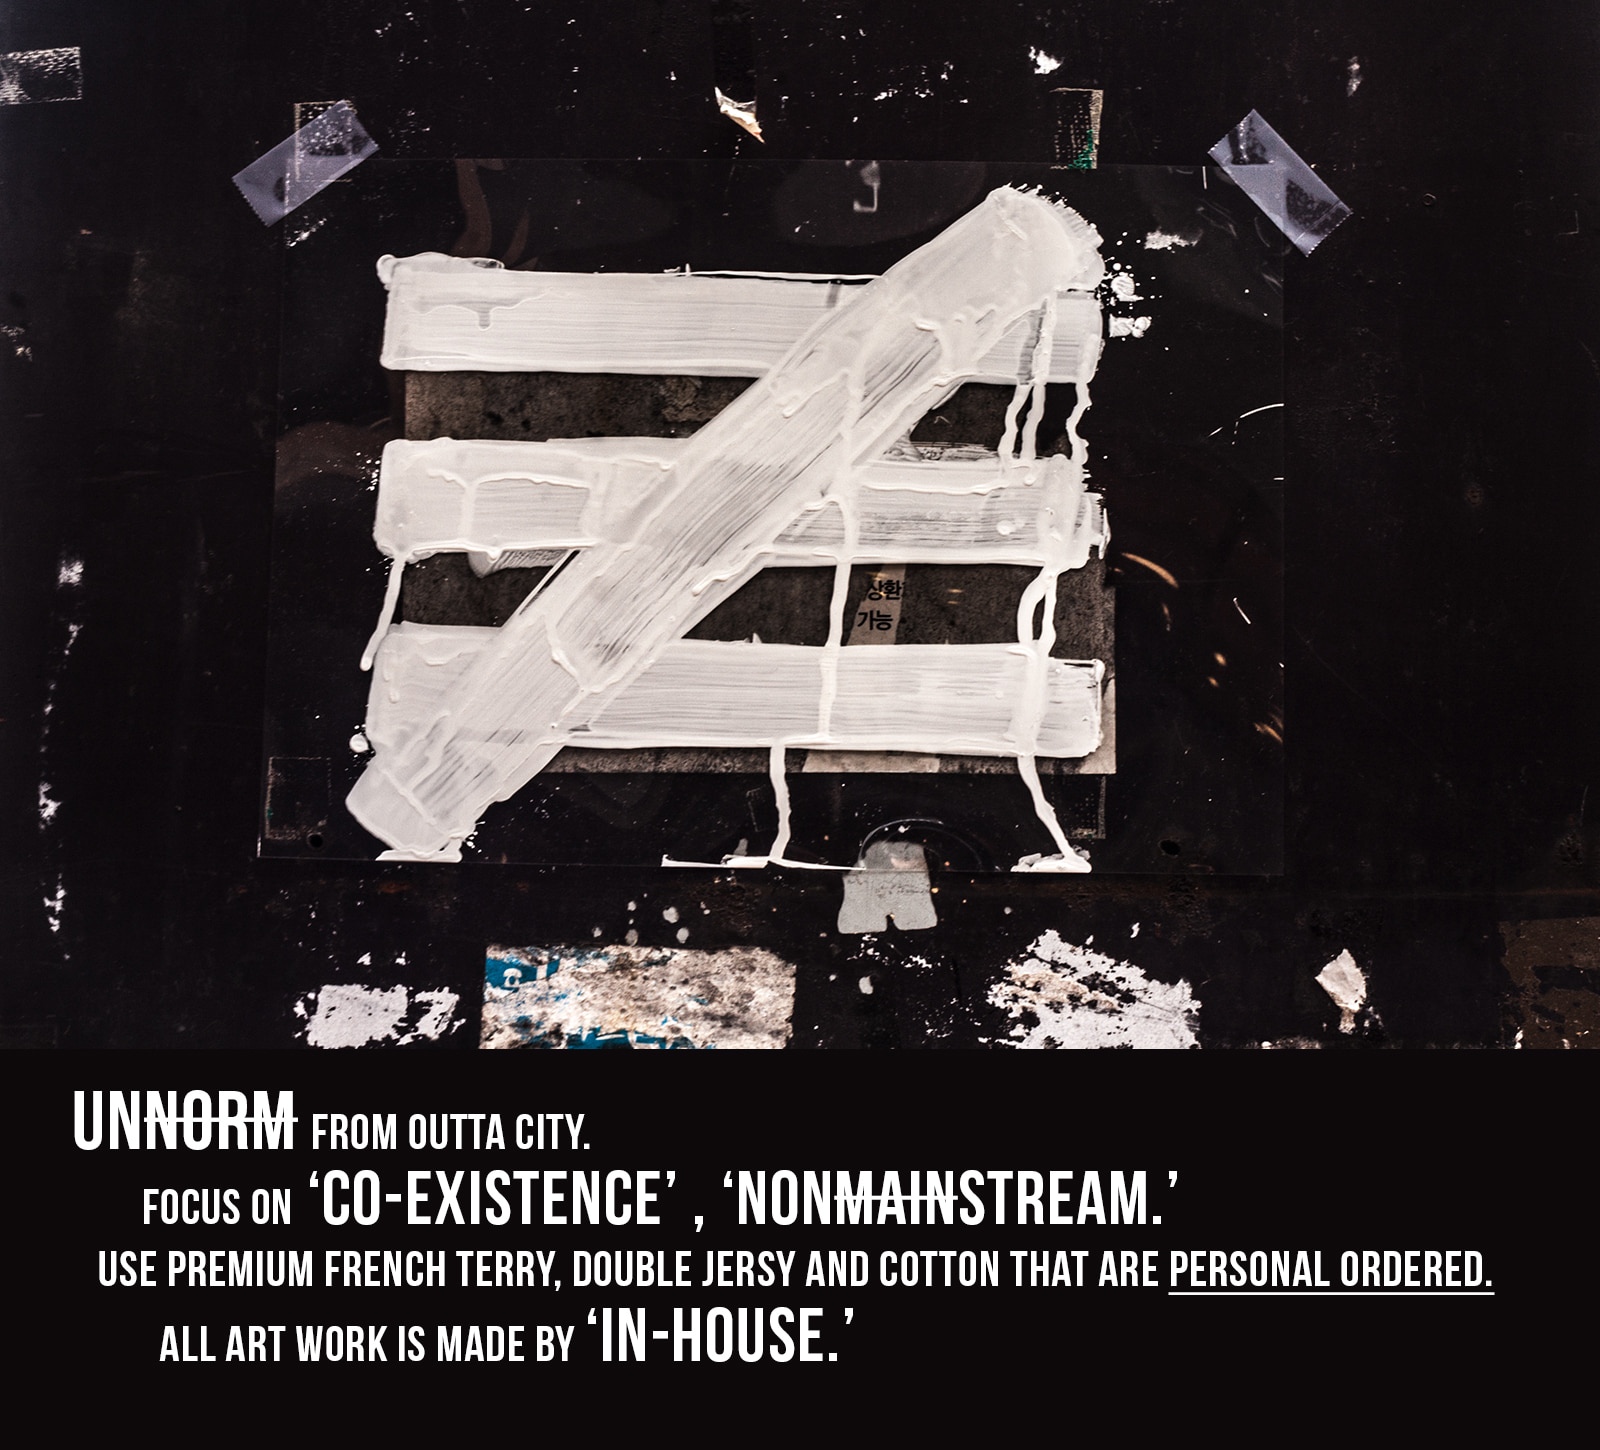 상환
가능
UNNORM FROM OUTTA CITY.
FOCUS ON ‘CO-EXISTENCE’ , ‘NONMAINSTREAM.’
USE PREMIUM FRENCH TERRY, DOUBLE JERSY AND COTTON THAT ARE PERSONAL ORDERED.
ALL ART WORK IS MADE BY ‘IN-HOUSE.’